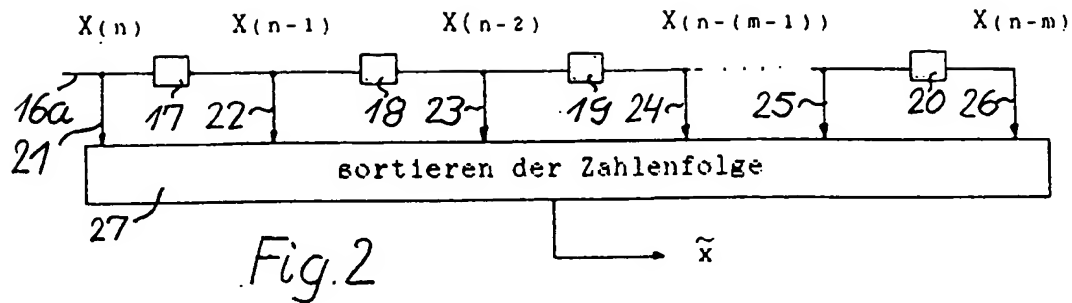 X(n) X(n-1) X(n-2) X(n-(m-1)) X(n-m)
16a 21 17 22 18 23 19 24 25 20 26
sortieren der Zahlenfolge
27
x̃
Fig.2